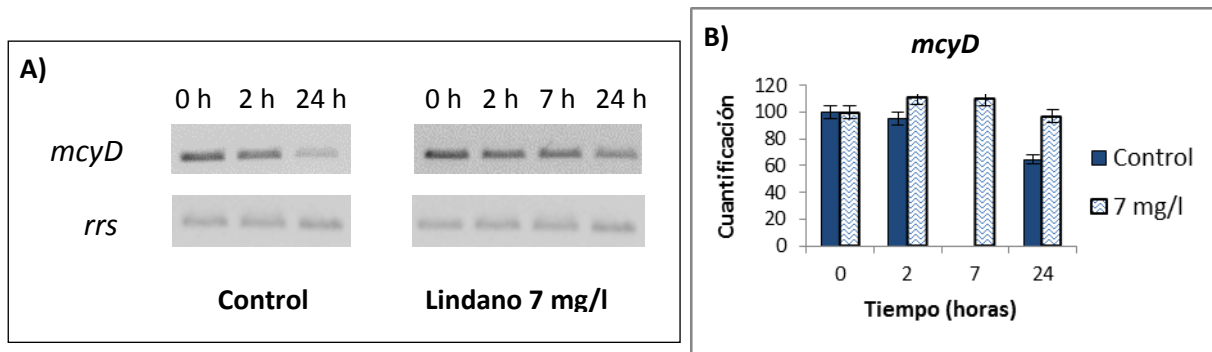 A)
0 h 2 h 24 h 0 h 2 h 7 h 24 h
mcyD
rrs
Control Lindano 7 mg/l
B)
mcyD
120
100
80
60
40
20
0
Cuantificación
0 2 7 24
Tiempo (horas)
Control
7 mg/l